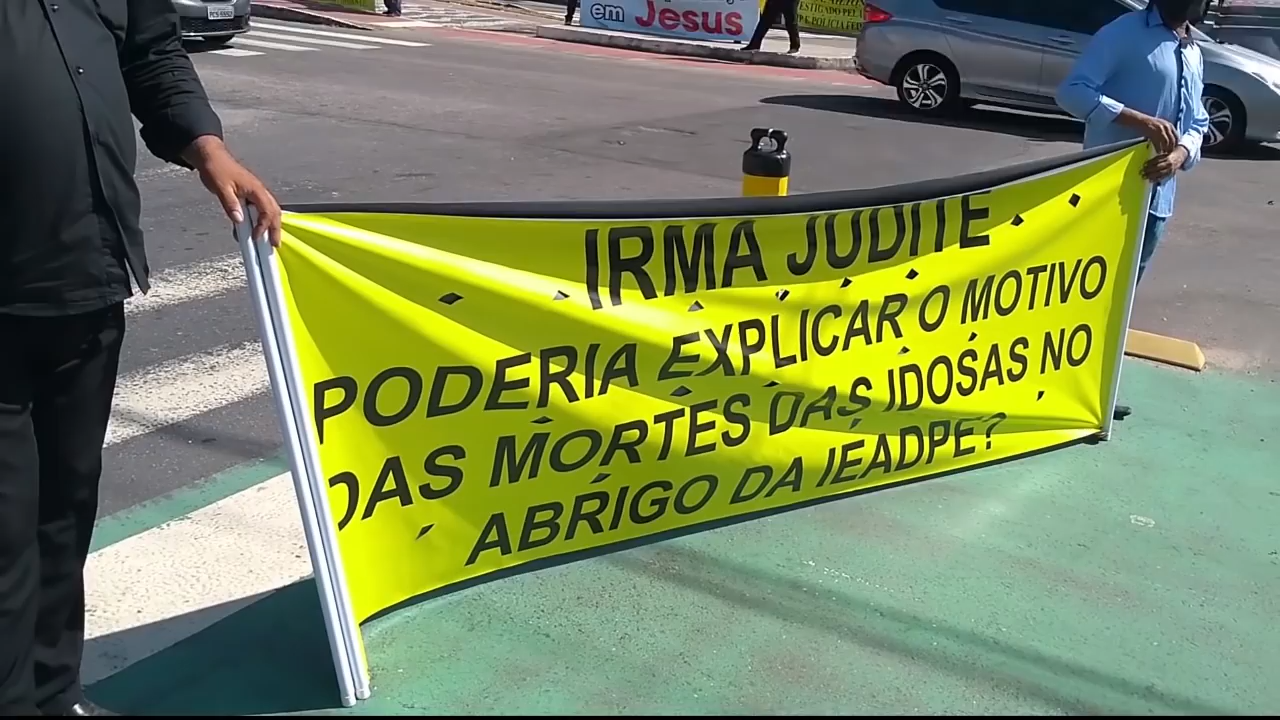 em Jesus
IRMA JUDITE
PODERIA EXPLICAR O MOTIVO
DAS MORTES DAS IDOSAS NO
ABRIGO DA IEADPE?